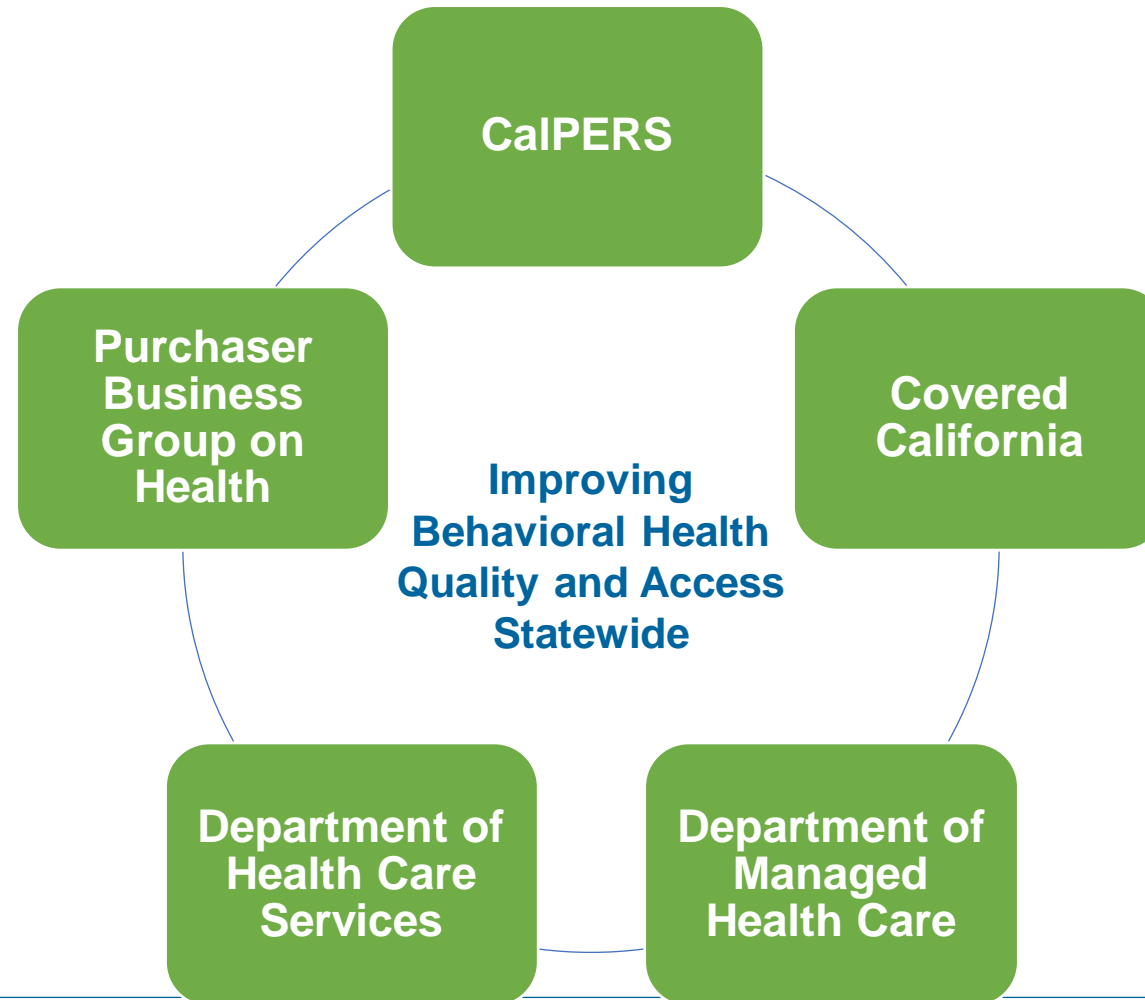 CalPERS
Purchaser
Business
Group on
Health
Covered
California
Improving
Behavioral Health
Quality and Access
Statewide
Department of
Health Care
Services
Department of
Managed
Health Care